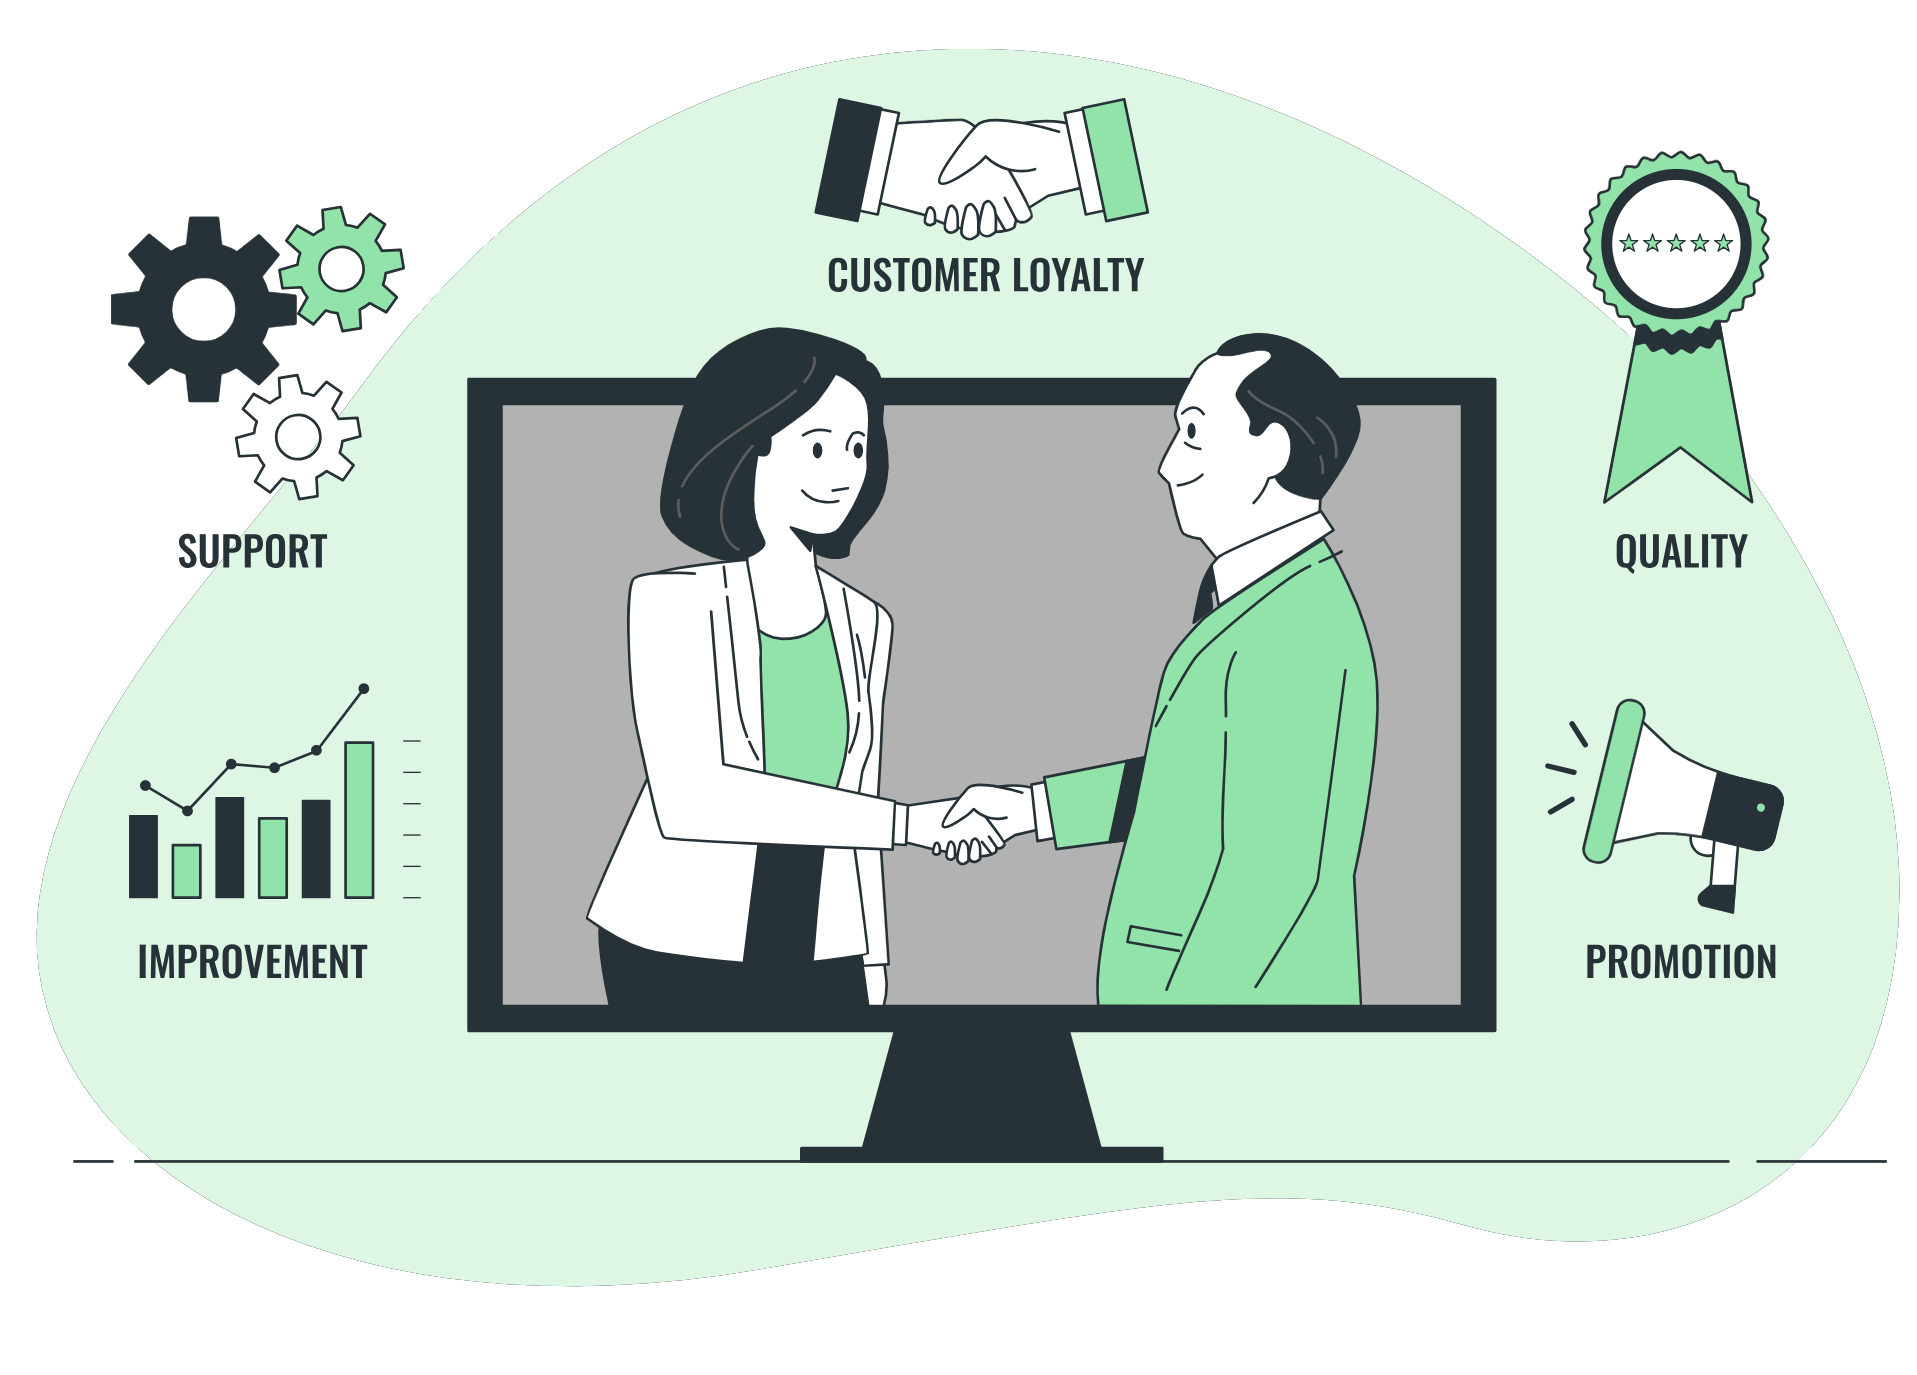 CUSTOMER LOYALTY
SUPPORT
QUALITY
IMPROVEMENT
PROMOTION